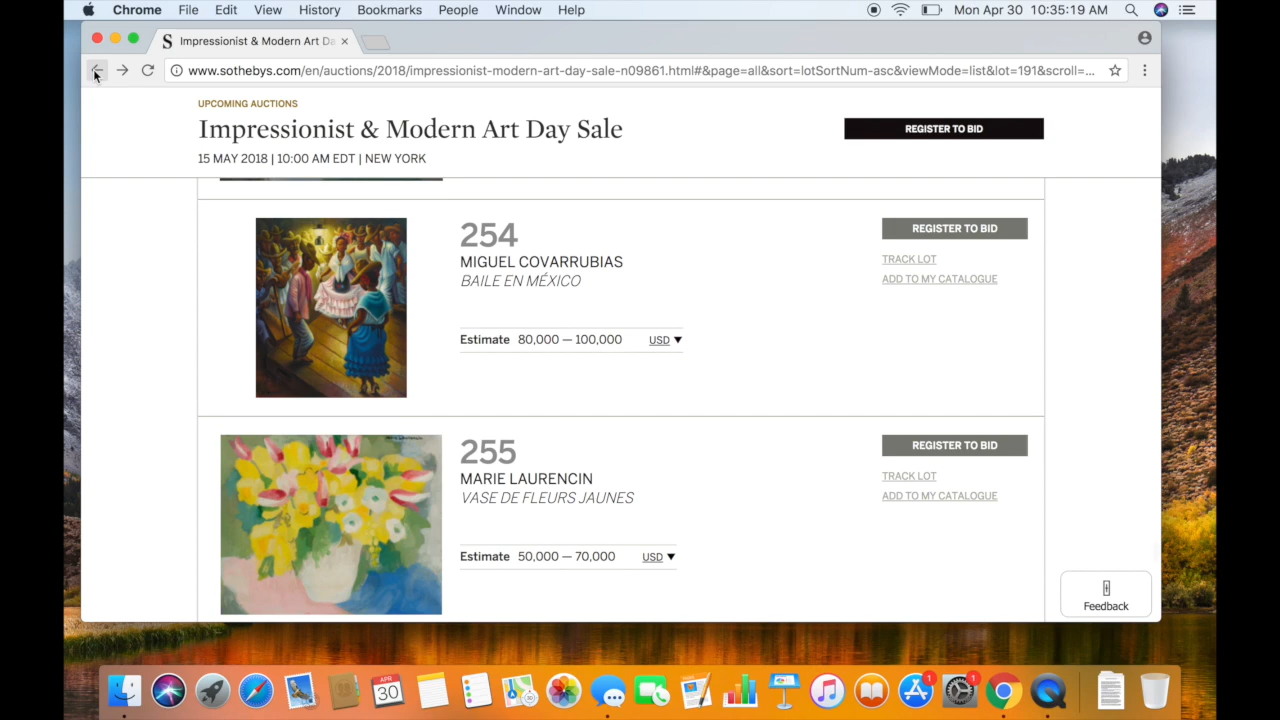 Chrome File Edit View History Bookmarks People Window Help Mon Apr 30 10:35:19 AM
S Impressionist & Modern Art Da
www.sothebys.com/en/auctions/2018/impressionist-modern-art-day-sale-n09861.html#&page=all&sort=lotSortNum-asc&viewMode=list&lot=191&scroll=...
UPCOMING AUCTIONS
Impressionist & Modern Art Day Sale
REGISTER TO BID
15 MAY 2018 | 10:00 AM EDT | NEW YORK
254
REGISTER TO BID
MIGUEL COVARRUBIAS
TRACK LOT
BAILE EN MÉXICO
ADD TO MY CATALOGUE
Estimate 80,000 — 100,000 USD ▼
255
REGISTER TO BID
MARIE LAURENCIN
TRACK LOT
VASE DE FLEURS JAUNES
ADD TO MY CATALOGUE
Estimate 50,000 — 70,000 USD ▼
Feedback
APR
30